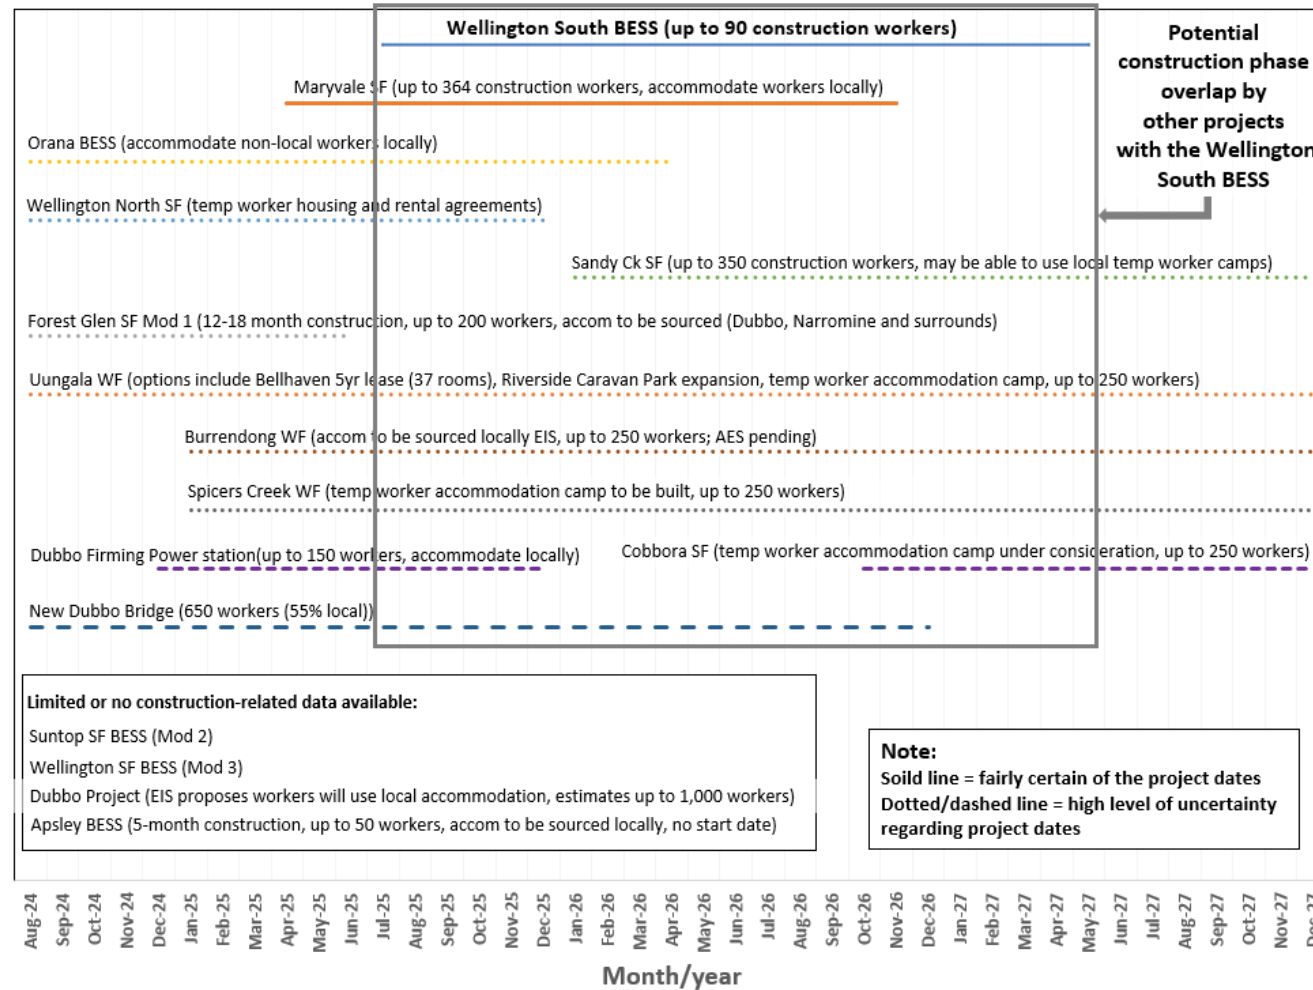 Wellington South BESS (up to 90 construction workers)
Potential
construction phase
overlap by
other projects
with the Wellington
South BESS
Maryvale SF (up to 364 construction workers, accommodate workers locally)
Orana BESS (accommodate non-local workers locally)
Wellington North SF (temp worker housing and rental agreements)
Sandy Ck SF (up to 350 construction workers, may be able to use local temp worker camps)
Forest Glen SF Mod 1 (12-18 month construction, up to 200 workers, accom to be sourced (Dubbo, Narromine and surrounds)
Uungala WF (options include Bellhaven 5yr lease (37 rooms), Riverside Caravan Park expansion, temp worker accommodation camp, up to 250 workers)
Burrendong WF (accom to be sourced locally EIS, up to 250 workers; AES pending)
Spicers Creek WF (temp worker accommodation camp to be built, up to 250 workers)
Dubbo Firming Power station(up to 150 workers, accommodate locally)
Cobbora SF (temp worker accommodation camp under consideration, up to 250 workers)
New Dubbo Bridge (650 workers (55% local))
Limited or no construction-related data available:
Suntop SF BESS (Mod 2)
Wellington SF BESS (Mod 3)
Dubbo Project (EIS proposes workers will use local accommodation, estimates up to 1,000 workers)
Apsley BESS (5-month construction, up to 50 workers, accom to be sourced locally, no start date)
Note:
Soild line = fairly certain of the project dates
Dotted/dashed line = high level of uncertainty
regarding project dates
Aug-24
Sep-24
Oct-24
Nov-24
Dec-24
Jan-25
Feb-25
Mar-25
Apr-25
May-25
Jun-25
Jul-25
Aug-25
Sep-25
Oct-25
Nov-25
Dec-25
Jan-26
Feb-26
Mar-26
Apr-26
May-26
Jun-26
Jul-26
Aug-26
Sep-26
Oct-26
Nov-26
Dec-26
Jan-27
Feb-27
Mar-27
Apr-27
May-27
Jun-27
Jul-27
Aug-27
Sep-27
Oct-27
Nov-27
Dec-27
Month/year